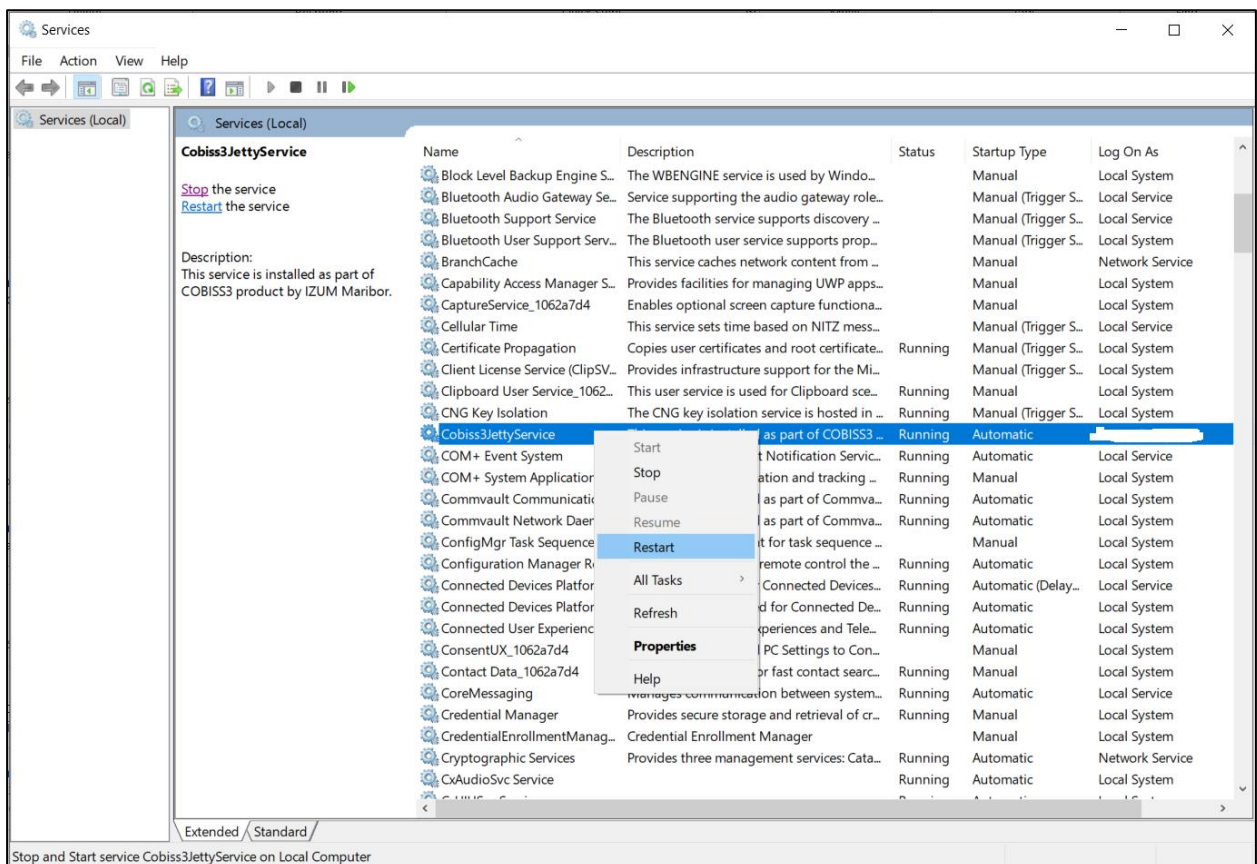 Services
File Action View Help
Services (Local)
Services (Local)
Cobiss3JettyService
Stop the service
Restart the service
Description:
This service is installed as part of
COBISS3 product by IZUM Maribor.
Name Description Status Startup Type Log On As
Block Level Backup Engine S... The WBENGINE service is used by Windo... Manual Local System
Bluetooth Audio Gateway Se... Service supporting the audio gateway role... Manual (Trigger S... Local Service
Bluetooth Support Service The Bluetooth service supports discovery ... Manual (Trigger S... Local Service
Bluetooth User Support Serv... The Bluetooth user service supports prop... Manual (Trigger S... Local System
BranchCache This service caches network content from ... Manual Network Service
Capability Access Manager S... Provides facilities for managing UWP apps... Manual Local System
CaptureService_1062a7d4 Enables optional screen capture functiona... Manual Local System
Cellular Time This service sets time based on NITZ mess... Manual (Trigger S... Local Service
Certificate Propagation Copies user certificates and root certificate... Running Manual (Trigger S... Local System
Client License Service (ClipSV... Provides infrastructure support for the Mi... Manual (Trigger S... Local System
Clipboard User Service_1062... This user service is used for Clipboard sce... Running Manual Local System
CNG Key Isolation The CNG key isolation service is hosted in ... Running Manual (Trigger S... Local System
Cobiss3JettyService as part of COBISS3 ... Running Automatic
COM+ Event System t Notification Servic... Running Automatic Local Service
COM+ System Application ation and tracking ... Running Manual Local System
Commvault Communicatio as part of Commva... Running Automatic Local System
Commvault Network Daen as part of Commva... Running Automatic Local System
ConfigMgr Task Sequence t for task sequence ... Manual Local System
Configuration Manager Re remote control the ... Running Automatic Local System
Connected Devices Platfor Connected Devices... Running Automatic (Delay... Local Service
Connected Devices Platfor d for Connected De... Running Automatic Local System
Connected User Experienc xperiences and Tele... Running Automatic Local System
ConsentUX_1062a7d4 PC Settings to Con... Manual Local System
Contact Data_1062a7d4 or fast contact searc... Running Manual Local System
CoreMessaging Manages communication between system... Running Automatic Local Service
Credential Manager Provides secure storage and retrieval of cr... Running Manual Local System
CredentialEnrollmentManag... Credential Enrollment Manager Manual Local System
Cryptographic Services Provides three management services: Cata... Running Automatic Network Service
CxAudioSvc Service Running Automatic Local System
Start
Stop
Pause
Resume
Restart
All Tasks
Refresh
Properties
Help
Extended Standard
Stop and Start service Cobiss3JettyService on Local Computer